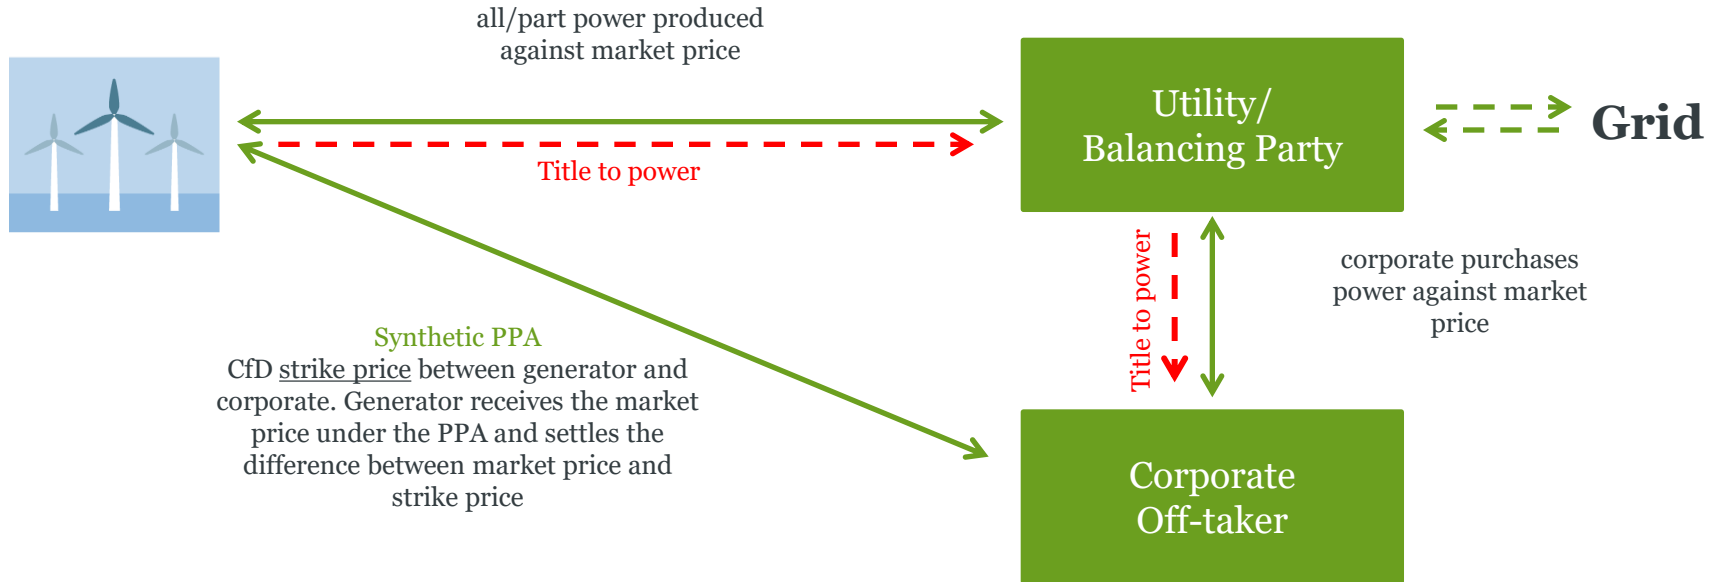 all/part power produced
against market price
Title to power
Utility/
Balancing Party
Grid
Title to power
corporate purchases
power against market
price
Synthetic PPA
CfD strike price between generator and
corporate. Generator receives the market
price under the PPA and settles the
difference between market price and
strike price
Corporate
Off-taker